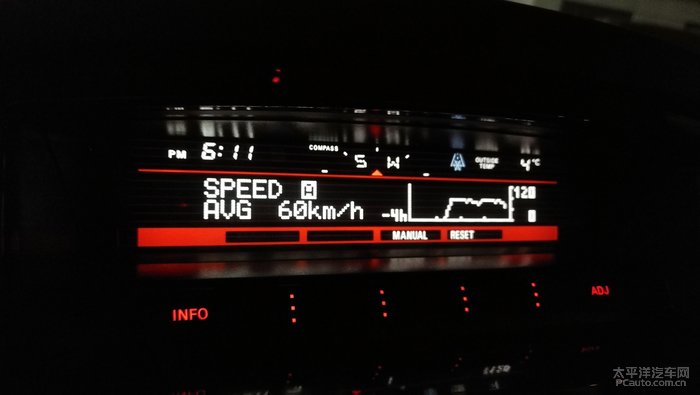 PM 6:11 COMPASS S W OUTSIDE TEMP 4°C
SPEED A
AVG 60km/h -4h 120 0
MANUAL RESET
INFO ADJ
太平洋汽车网
PCauto.com.cn